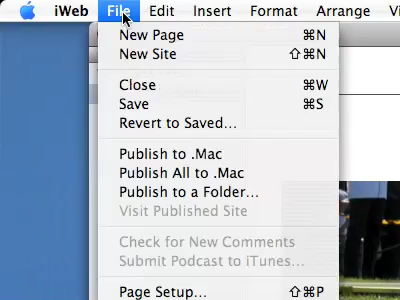 iWeb File Edit Insert Format Arrange
New Page ⌘N
New Site ⇧⌘N
Close ⌘W
Save ⌘S
Revert to Saved...
Publish to .Mac
Publish All to .Mac
Publish to a Folder...
Visit Published Site
Check for New Comments
Submit Podcast to iTunes...
Page Setup... ⇧⌘P